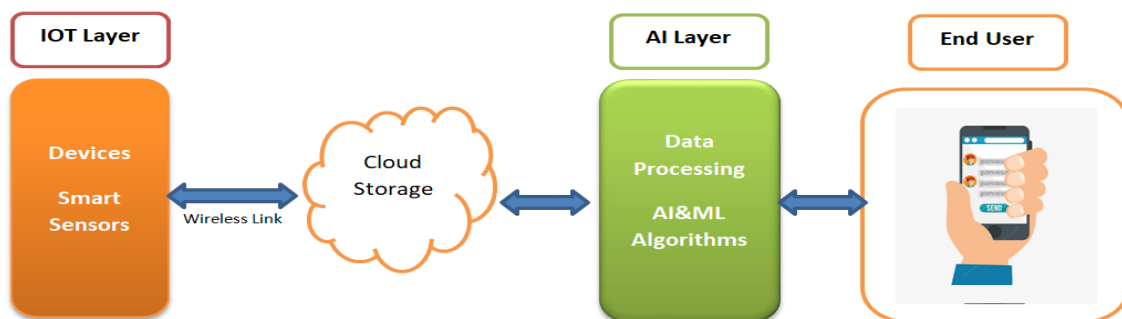 IOT Layer
AI Layer
End User
Devices
Smart
Sensors
Wireless Link
Cloud
Storage
Data
Processing
AI&ML
Algorithms
SEND